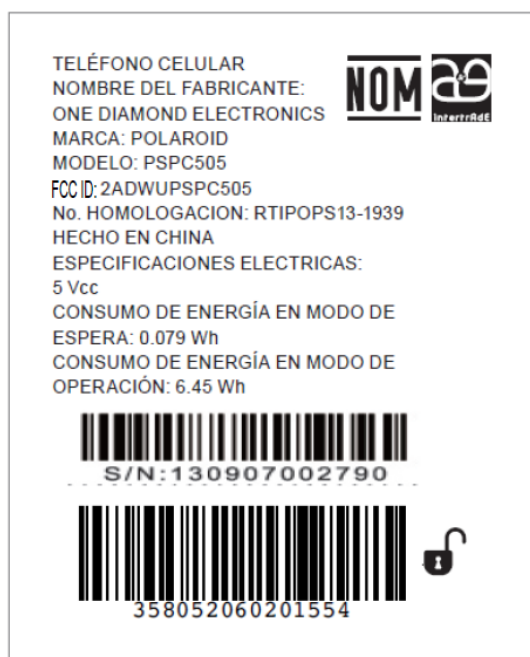 TELÉFONO CELULAR
NOMBRE DEL FABRICANTE:
ONE DIAMOND ELECTRONICS
MARCA: POLAROID
MODELO: PSPC505
FCC ID: 2ADWUPSPC505
No. HOMOLOGACION: RTIPOPS13-1939
HECHO EN CHINA
ESPECIFICACIONES ELECTRICAS:
5 Vcc
CONSUMO DE ENERGÍA EN MODO DE
ESPERA: 0.079 Wh
CONSUMO DE ENERGÍA EN MODO DE
OPERACIÓN: 6.45 Wh
NOM
a&e
IntertrAdE
S/N:130907002790
358052060201554